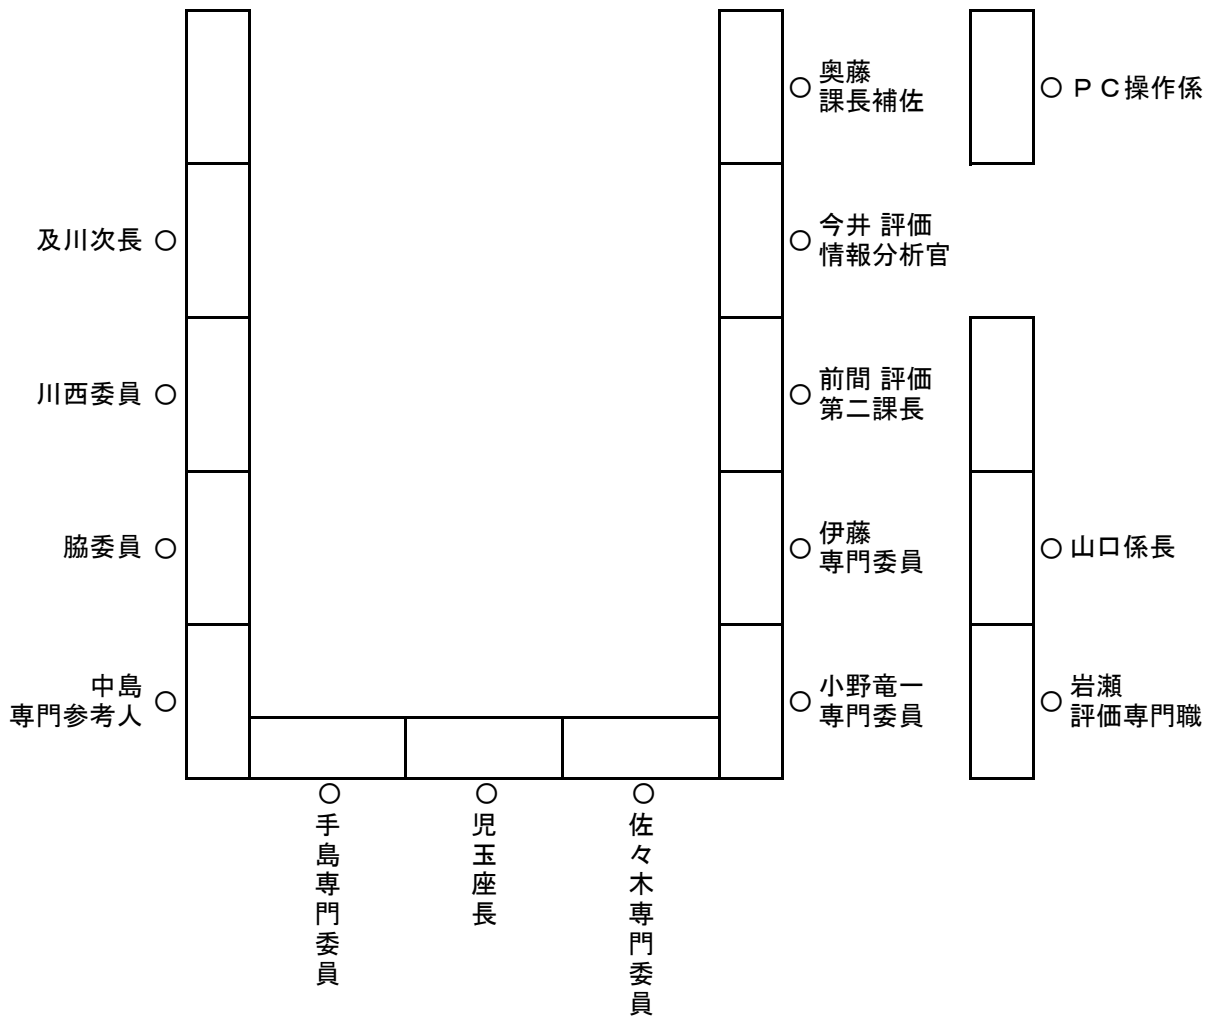 奥藤
課長補佐
ＰＣ操作係
及川次長
今井 評価
情報分析官
川西委員
前間 評価
第二課長
脇委員
伊藤
専門委員
山口係長
中島
専門参考人
小野竜一
専門委員
岩瀬
評価専門職
手島専門委員
児玉座長
佐々木専門委員